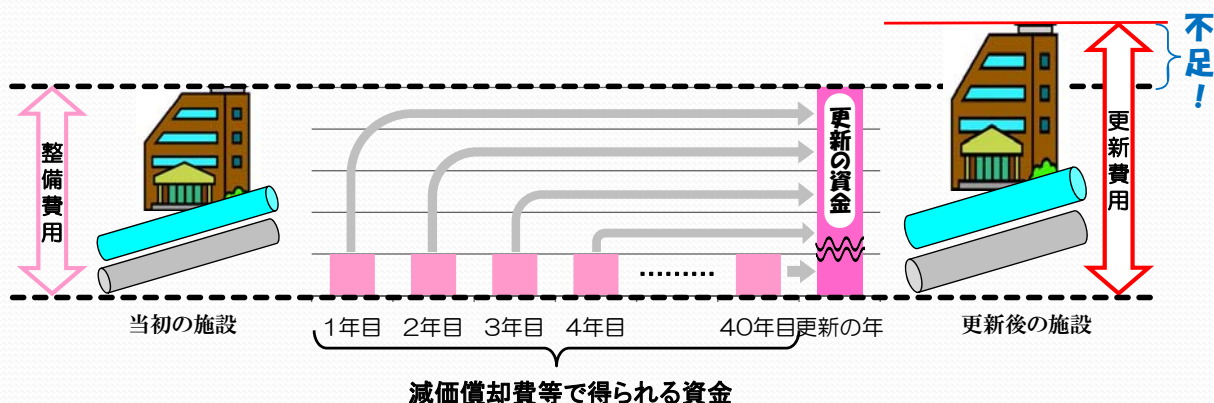 不足！
整備費用
更新の資金
更新費用
………
当初の施設
1年目
2年目
3年目
4年目
40年目
更新の年
更新後の施設
減価償却費等で得られる資金